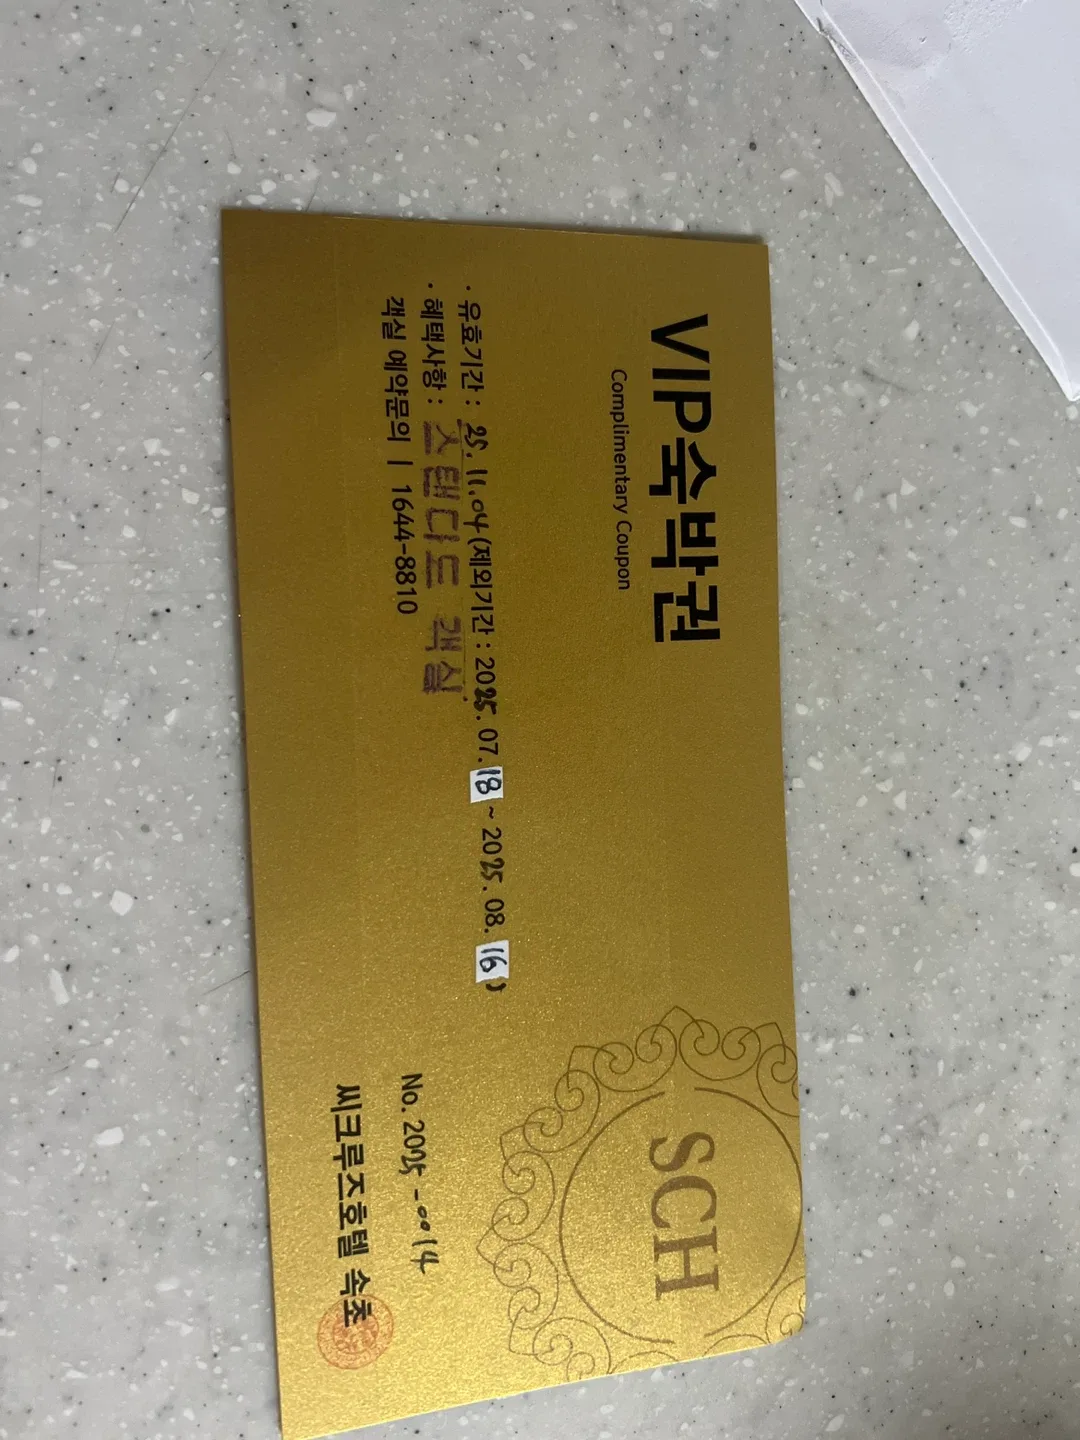 VIP숙박권
Complimentary Coupon
SCH
· 유효기간 : 25. 11. 04 (제외기간 : 2025. 07. 18 ~ 2025. 08. 16)
· 혜택사항 : 스탠다드 객실
객실 예약문의 | 1644-8810
No. 2025 - 0014
씨크루즈호텔 속초